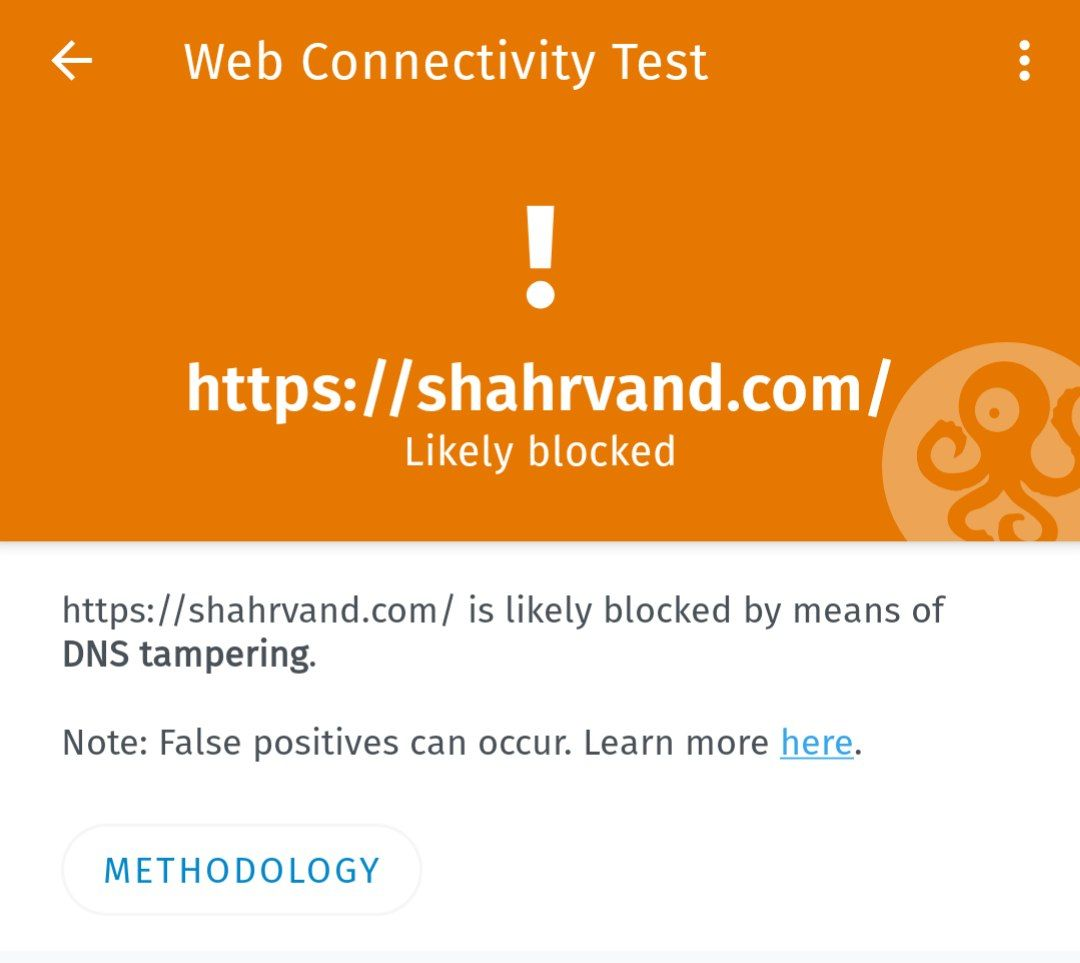 Web Connectivity Test
!
https://shahrvand.com/
Likely blocked
https://shahrvand.com/ is likely blocked by means of
DNS tampering.
Note: False positives can occur. Learn more here.
METHODOLOGY